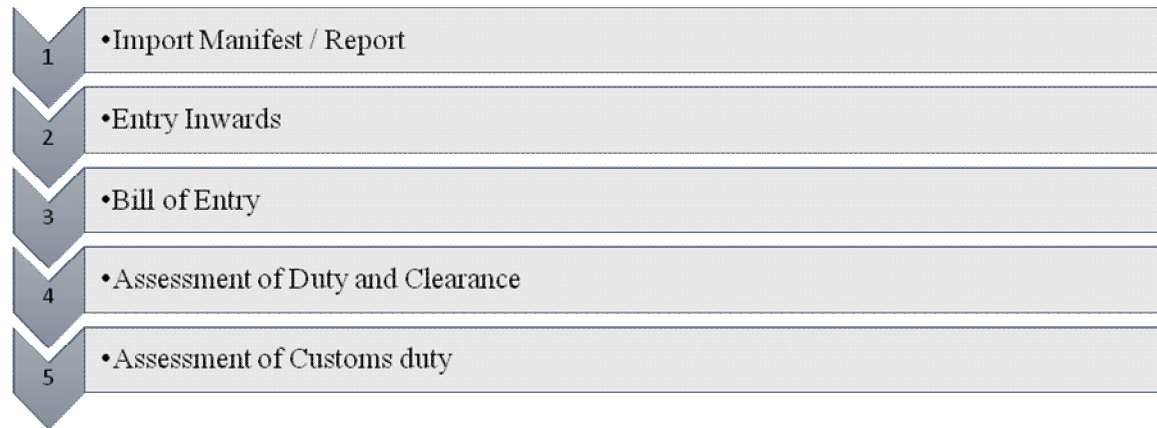 1
•Import Manifest / Report
2
•Entry Inwards
3
•Bill of Entry
4
•Assessment of Duty and Clearance
5
•Assessment of Customs duty